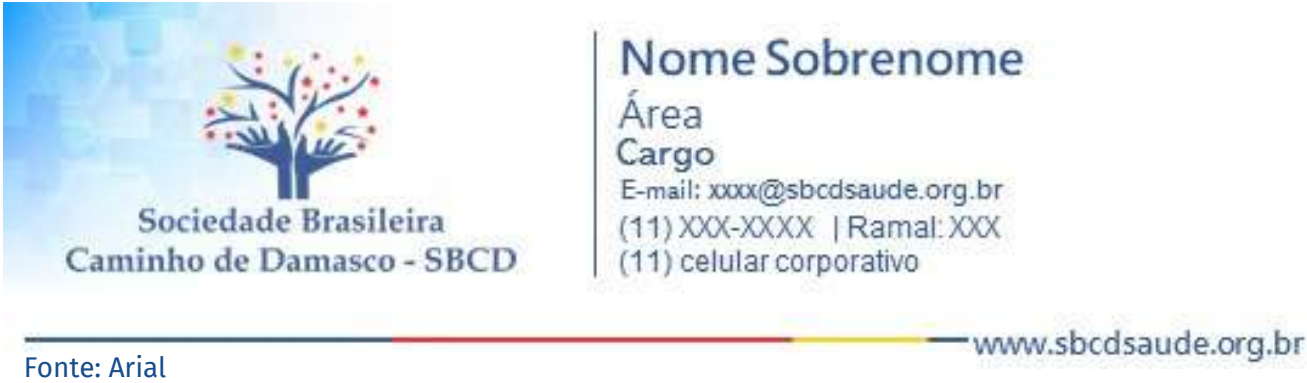 Sociedade Brasileira
Caminho de Damasco - SBCD
Nome Sobrenome
Área
Cargo
E-mail: xxxx@sbcdsaude.org.br
(11) XXX-XXXX | Ramal: XXX
(11) celular corporativo
www.sbcdsaude.org.br
Fonte: Arial